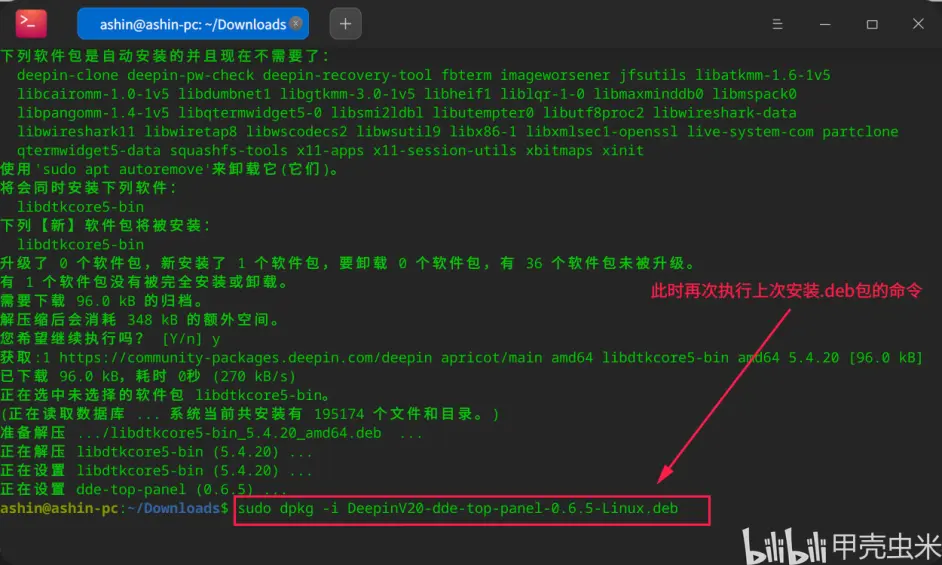 ashin@ashin-pc: ~/Downloads
下列软件包是自动安装的并且现在不需要了：
deepin-clone deepin-pw-check deepin-recovery-tool fbterm imageworsener jfsutils libatkmm-1.6-1v5
libcairomm-1.0-1v5 libdumbnet1 libgtkmm-3.0-1v5 libheif1 liblqr-1-0 libmaxminddb0 libmspack0
libpangomm-1.4-1v5 libqtermwidget5-0 libsmi2ldbl libutempter0 libutf8proc2 libwireshark-data
libwireshark11 libwiretap8 libwscodecs2 libwsutil9 libx86-1 libxmlsec1-openssl live-system-com partclone
qtermwidget5-data squashfs-tools x11-apps x11-session-utils xbitmaps xinit
使用'sudo apt autoremove'来卸载它(它们)。
将会同时安装下列软件：
libdtkcore5-bin
下列【新】软件包将被安装：
libdtkcore5-bin
升级了 0 个软件包，新安装了 1 个软件包，要卸载 0 个软件包，有 36 个软件包未被升级。
有 1 个软件包没有被完全安装或卸载。
需要下载 96.0 kB 的归档。
解压缩后会消耗 348 kB 的额外空间。
您希望继续执行吗？ [Y/n] y
获取:1 https://community-packages.deepin.com/deepin apricot/main amd64 libdtkcore5-bin amd64 5.4.20 [96.0 kB]
已下载 96.0 kB，耗时 0秒 (270 kB/s)
正在选中未选择的软件包 libdtkcore5-bin。
(正在读取数据库 ... 系统当前共安装有 195174 个文件和目录。)
准备解压 .../libdtkcore5-bin_5.4.20_amd64.deb ...
正在解压 libdtkcore5-bin (5.4.20) ...
正在设置 libdtkcore5-bin (5.4.20) ...
正在设置 dde-top-panel (0.6.5) ...
ashin@ashin-pc:~/Downloads$ sudo dpkg -i DeepinV20-dde-top-panel-0.6.5-Linux.deb
此时再次执行上次安装.deb包的命令
bilibili 甲壳虫米